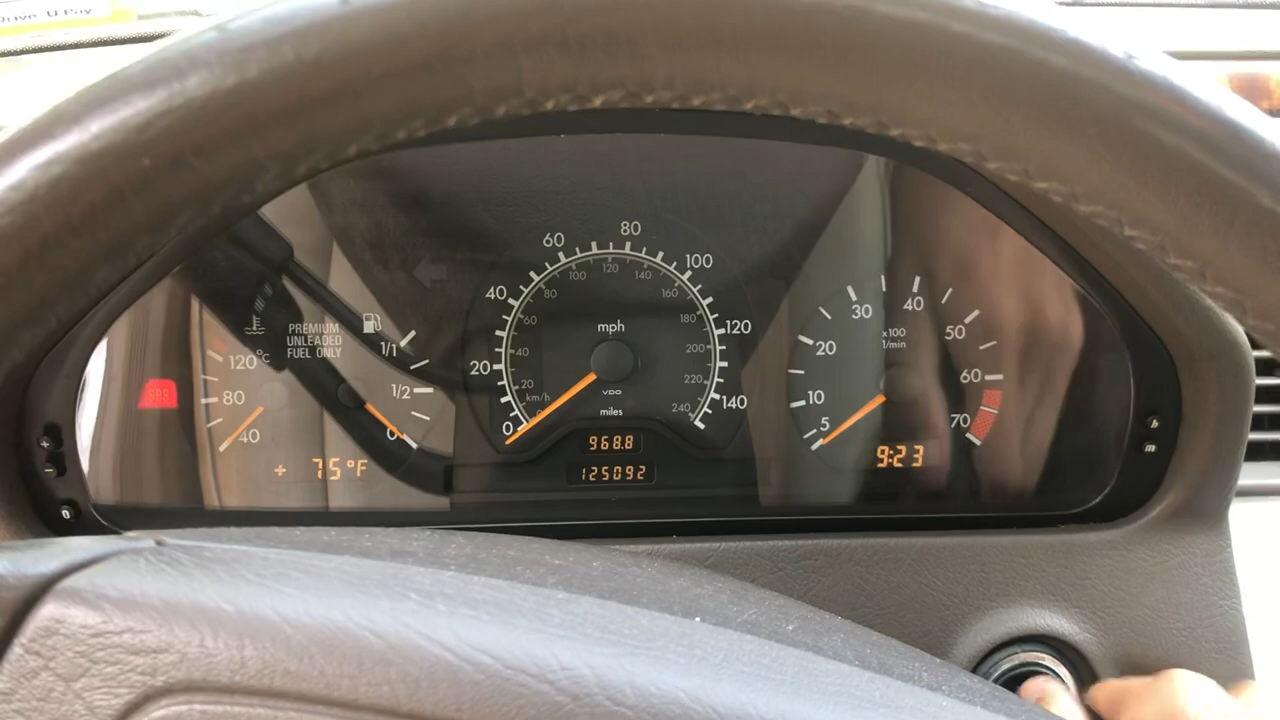 Drive U Pay
PREMIUM
UNLEADED
FUEL ONLY
120 °C
80
40
1/1
1/2
0
+ 75°F
0
20
40
60
80
100
120
140
mph
20
40
60
80
100
120
140
160
180
200
220
240
km/h
0
VDO
miles
968.8
125092
5
10
20
30
40
50
60
70
x100
1/min
9:23
+
-
0
h
m